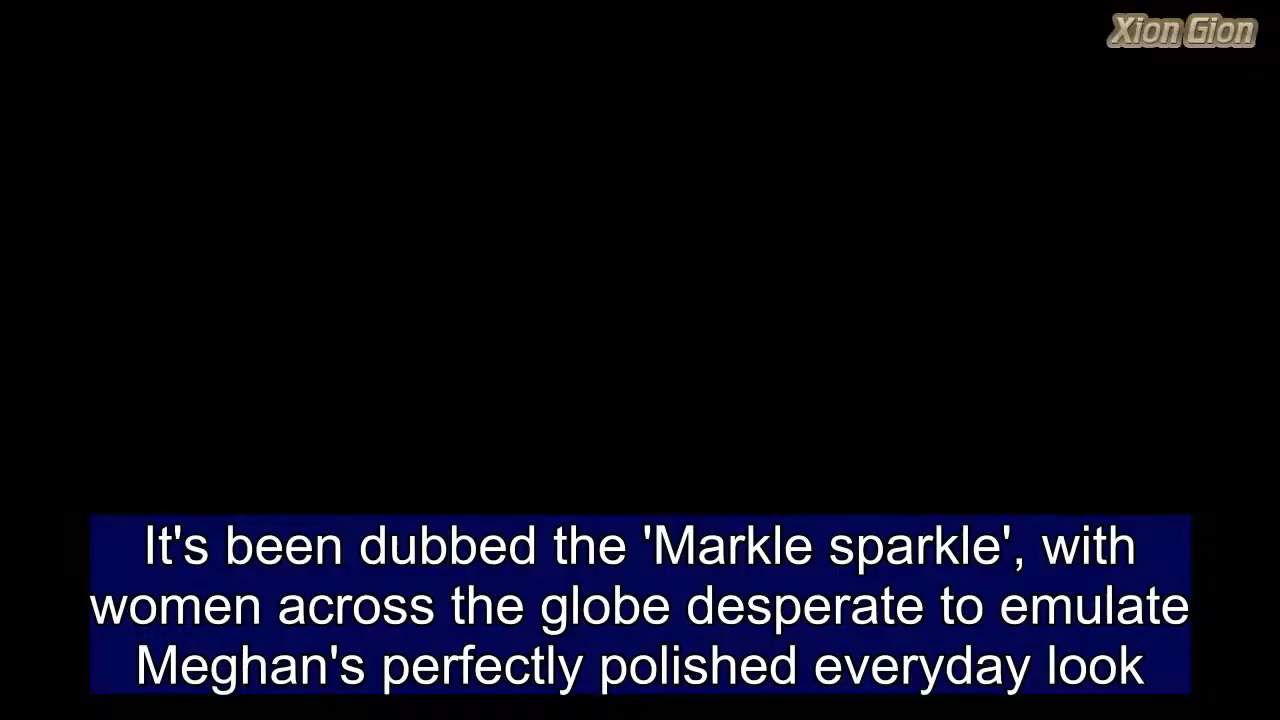 Xion Gion
It's been dubbed the 'Markle sparkle', with
women across the globe desperate to emulate
Meghan's perfectly polished everyday look